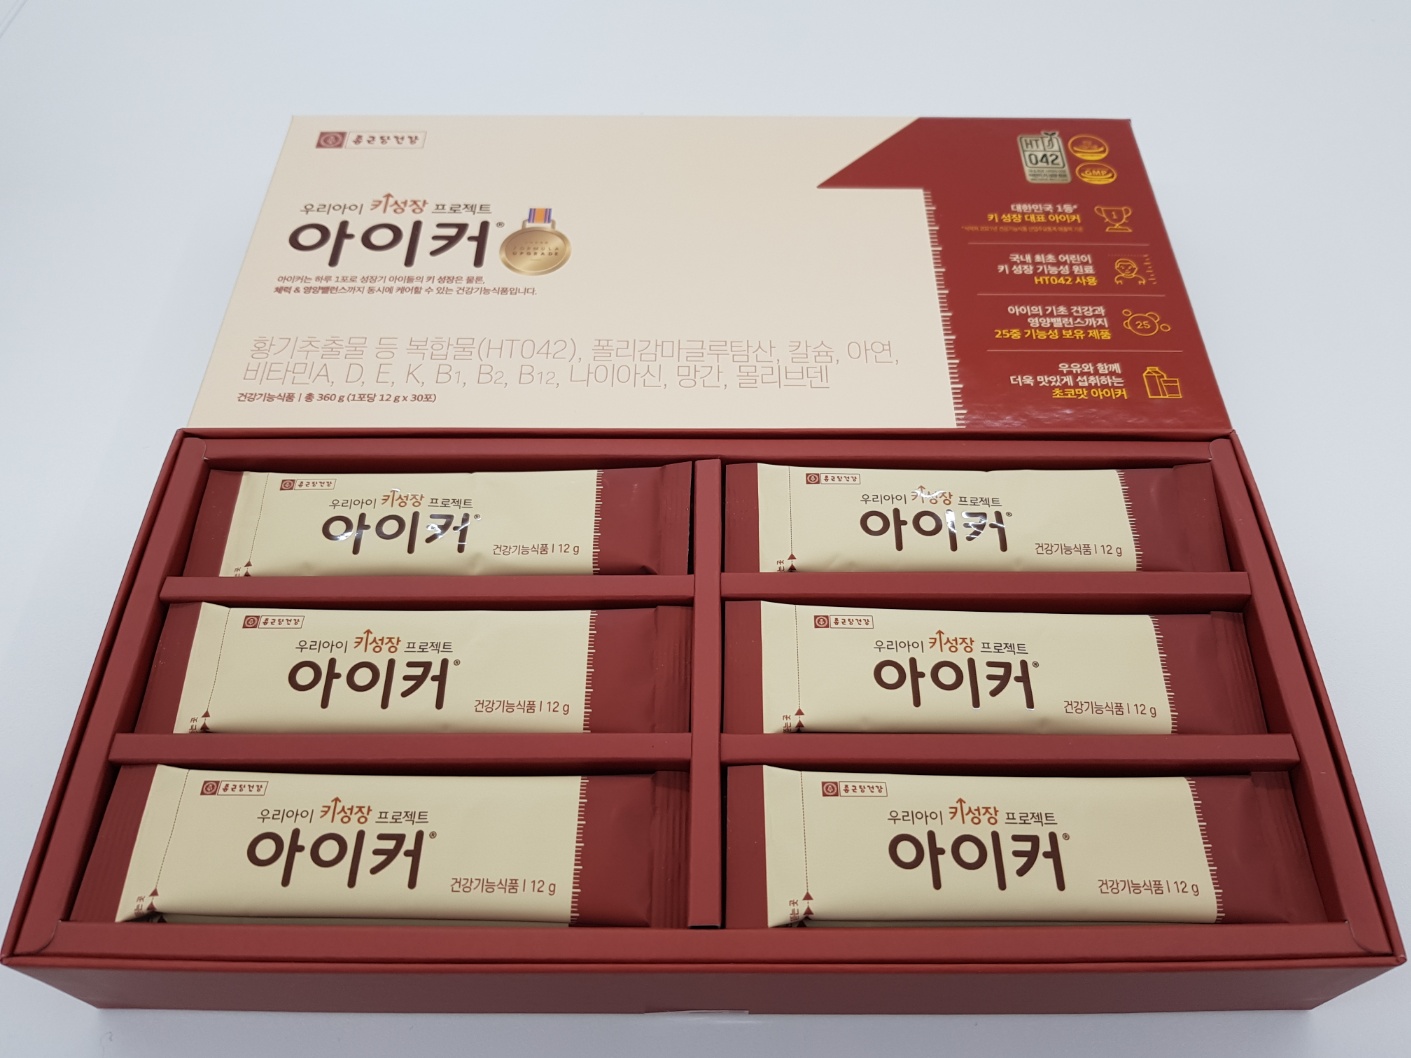 종근당건강
우리아이 키성장 프로젝트
아이커®
FORMULA
UPGRADE
아이커는 하루 1포로 성장기 아이들의 키 성장은 물론,
체력 & 영양밸런스까지 동시에 케어할 수 있는 건강기능식품입니다.
황기추출물 등 복합물(HT042), 폴리감마글루탐산, 칼슘, 아연,
비타민A, D, E, K, B1, B2, B12, 나이아신, 망간, 몰리브덴
건강기능식품 | 총 360 g (1포당 12 g x 30포)
HT
042
GMP
대한민국 1등*
키 성장 대표 아이커
1
국내 최초 어린이
키 성장 기능성 원료
HT042 사용
아이의 기초 건강과
영양밸런스까지
25중 기능성 보유 제품
25
우유와 함께
더욱 맛있게 섭취하는
초코맛 아이커
종근당건강
우리아이 키성장 프로젝트
아이커®
건강기능식품 | 12 g
종근당건강
우리아이 키성장 프로젝트
아이커®
건강기능식품 | 12 g
종근당건강
우리아이 키성장 프로젝트
아이커®
건강기능식품 | 12 g
종근당건강
우리아이 키성장 프로젝트
아이커®
건강기능식품 | 12 g
종근당건강
우리아이 키성장 프로젝트
아이커®
건강기능식품 | 12 g
종근당건강
우리아이 키성장 프로젝트
아이커®
건강기능식품 | 12 g